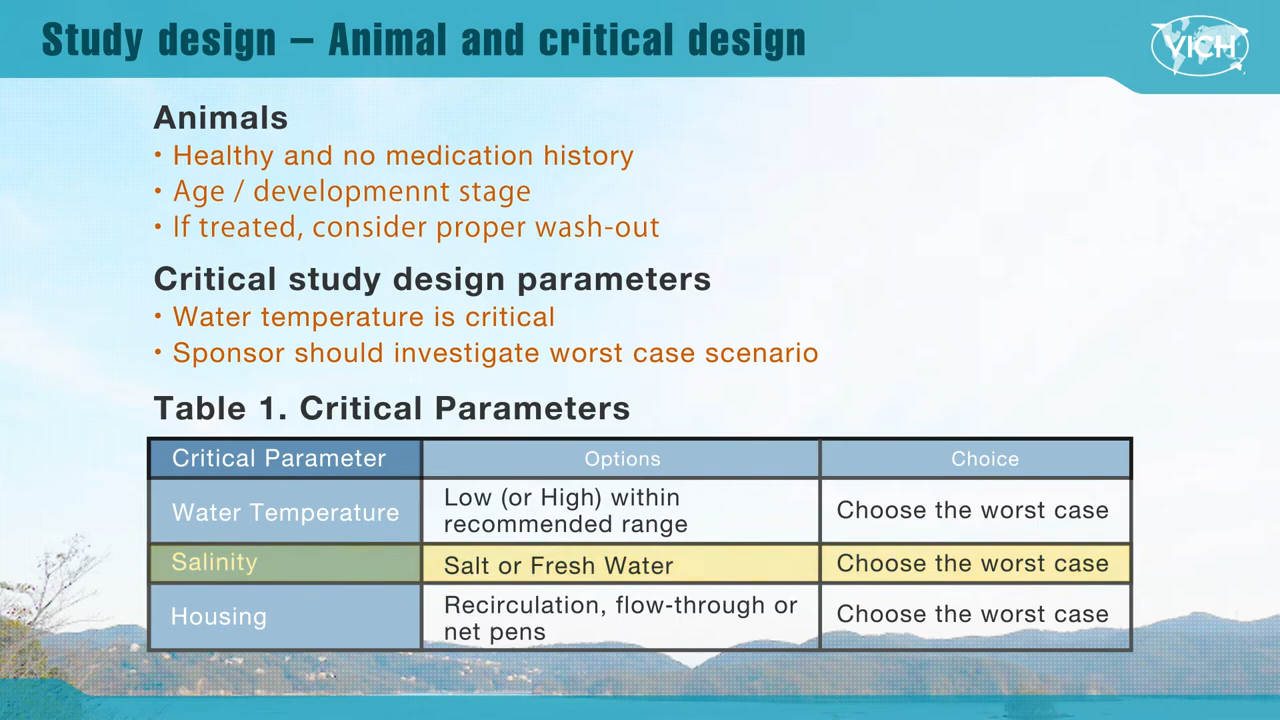 Study design – Animal and critical design
VICH
Animals
• Healthy and no medication history
• Age / developmennt stage
• If treated, consider proper wash-out
Critical study design parameters
• Water temperature is critical
• Sponsor should investigate worst case scenario
Table 1. Critical Parameters
Critical Parameter Options Choice
Water Temperature Low (or High) within
recommended range Choose the worst case
Salinity Salt or Fresh Water Choose the worst case
Housing Recirculation, flow-through or
net pens Choose the worst case